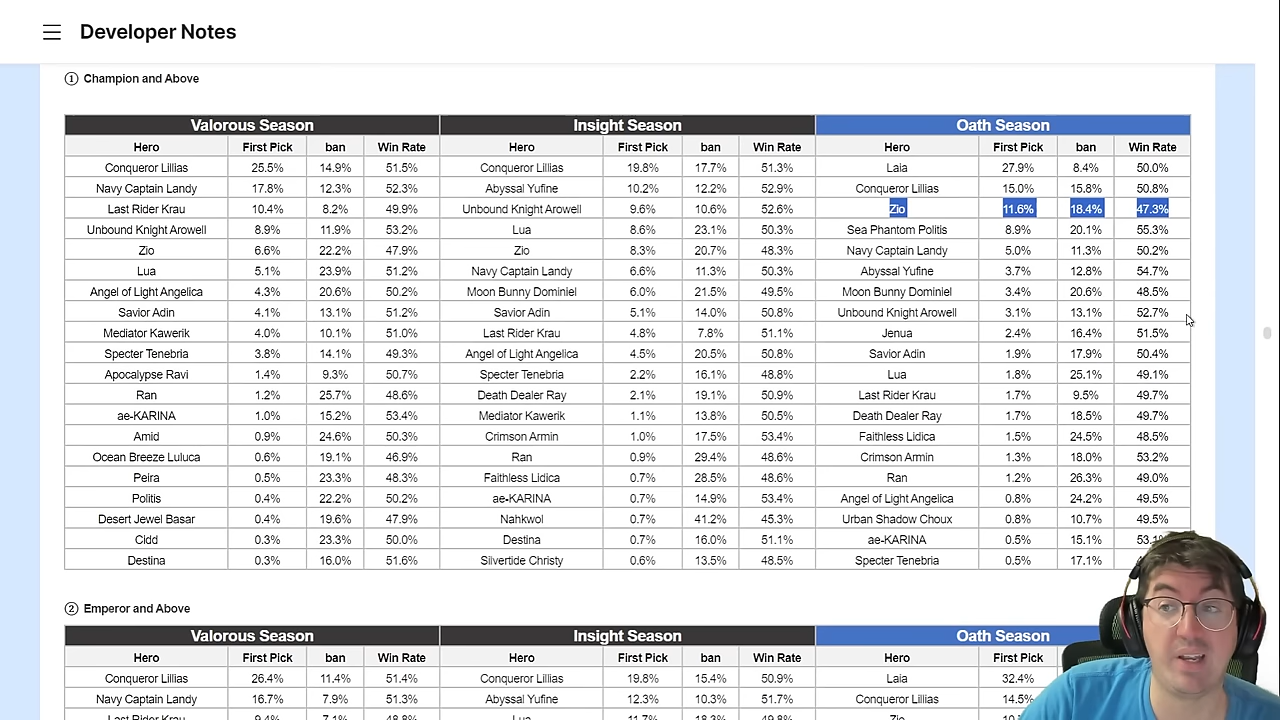 Developer Notes
① Champion and Above
Valorous Season Insight Season Oath Season
Hero First Pick ban Win Rate Hero First Pick ban Win Rate Hero First Pick ban Win Rate
Conqueror Lillias 25.5% 14.9% 51.5% Conqueror Lillias 19.8% 17.7% 51.3% Laia 27.9% 8.4% 50.0%
Navy Captain Landy 17.8% 12.3% 52.3% Abyssal Yufine 10.2% 12.2% 52.9% Conqueror Lillias 15.0% 15.8% 50.8%
Last Rider Krau 10.4% 8.2% 49.9% Unbound Knight Arowell 9.6% 10.6% 52.6% Zio 11.6% 18.4% 47.3%
Unbound Knight Arowell 8.9% 11.9% 53.2% Lua 8.6% 23.1% 50.3% Sea Phantom Politis 8.9% 20.1% 55.3%
Zio 6.6% 22.2% 47.9% Zio 8.3% 20.7% 48.3% Navy Captain Landy 5.0% 11.3% 50.2%
Lua 5.1% 23.9% 51.2% Navy Captain Landy 6.6% 11.3% 50.3% Abyssal Yufine 3.7% 12.8% 54.7%
Angel of Light Angelica 4.3% 20.6% 50.2% Moon Bunny Dominiel 6.0% 21.5% 49.5% Moon Bunny Dominiel 3.4% 20.6% 48.5%
Savior Adin 4.1% 13.1% 51.2% Savior Adin 5.1% 14.0% 50.8% Unbound Knight Arowell 3.1% 13.1% 52.7%
Mediator Kawerik 4.0% 10.1% 51.0% Last Rider Krau 4.8% 7.8% 51.1% Jenua 2.4% 16.4% 51.5%
Specter Tenebria 3.8% 14.1% 49.3% Angel of Light Angelica 4.5% 20.5% 50.8% Savior Adin 1.9% 17.9% 50.4%
Apocalypse Ravi 1.4% 9.3% 50.7% Specter Tenebria 2.2% 16.1% 48.8% Lua 1.8% 25.1% 49.1%
Ran 1.2% 25.7% 48.6% Death Dealer Ray 2.1% 19.1% 50.9% Last Rider Krau 1.7% 9.5% 49.7%
ae-KARINA 1.0% 15.2% 53.4% Mediator Kawerik 1.1% 13.8% 50.5% Death Dealer Ray 1.7% 18.5% 49.7%
Amid 0.9% 24.6% 50.3% Crimson Armin 1.0% 17.5% 53.4% Faithless Lidica 1.5% 24.5% 48.5%
Ocean Breeze Luluca 0.6% 19.1% 46.9% Ran 0.9% 29.4% 48.6% Crimson Armin 1.3% 18.0% 53.2%
Peira 0.5% 23.3% 48.3% Faithless Lidica 0.7% 28.5% 48.6% Ran 1.2% 26.3% 49.0%
Politis 0.4% 22.2% 50.2% ae-KARINA 0.7% 14.9% 53.4% Angel of Light Angelica 0.8% 24.2% 49.5%
Desert Jewel Basar 0.4% 19.6% 47.9% Nahkwol 0.7% 41.2% 45.3% Urban Shadow Choux 0.8% 10.7% 49.5%
Cidd 0.3% 23.3% 50.0% Destina 0.7% 16.0% 51.1% ae-KARINA 0.5% 15.1%
Destina 0.3% 16.0% 51.6% Silvertide Christy 0.6% 13.5% 48.5% Specter Tenebria 0.5% 17.1%
② Emperor and Above
Valorous Season Insight Season Oath Season
Hero First Pick ban Win Rate Hero First Pick ban Win Rate Hero First Pick
Conqueror Lillias 26.4% 11.4% 51.4% Conqueror Lillias 19.8% 15.4% 50.9% Laia 32.4%
Navy Captain Landy 16.7% 7.9% 51.3% Abyssal Yufine 12.3% 10.3% 51.7% Conqueror Lillias 14.5%
Last Rider Krau 9.4% 7.1% 48.8% Lua 11.7% 18.3% 49.8% Zio